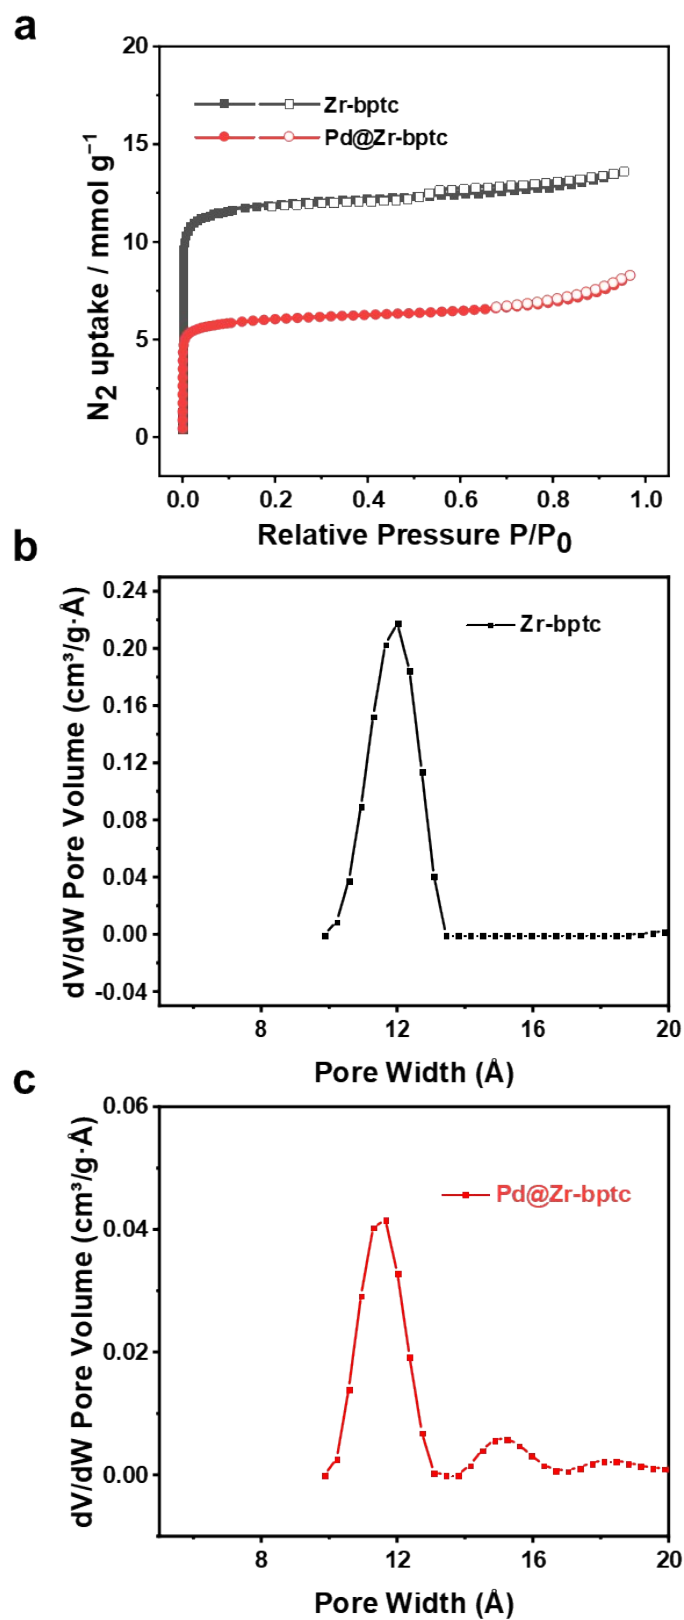 a
20
15
10
5
0
N₂ uptake / mmol g⁻¹
Zr-bptc
Pd@Zr-bptc
0.0 0.2 0.4 0.6 0.8 1.0
Relative Pressure P/P₀
b
0.24
0.20
0.16
0.12
0.08
0.04
0.00
-0.04
dV/dW Pore Volume (cm³/g·Å)
Zr-bptc
8 12 16 20
Pore Width (Å)
c
0.06
0.04
0.02
0.00
dV/dW Pore Volume (cm³/g·Å)
Pd@Zr-bptc
8 12 16 20
Pore Width (Å)